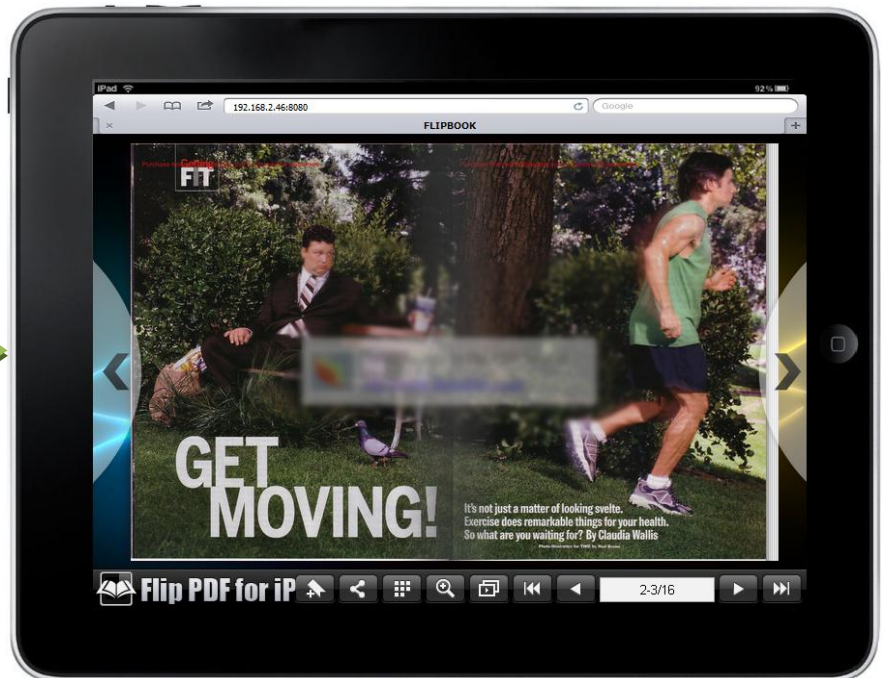 iPad
92%
192.168.2.46:8080
Google
FLIPBOOK
Getting
FIT
GET
MOVING!
It's not just a matter of looking svelte.
Exercise does remarkable things for your health.
So what are you waiting for? By Claudia Wallis
Flip PDF for iP
2-3/16